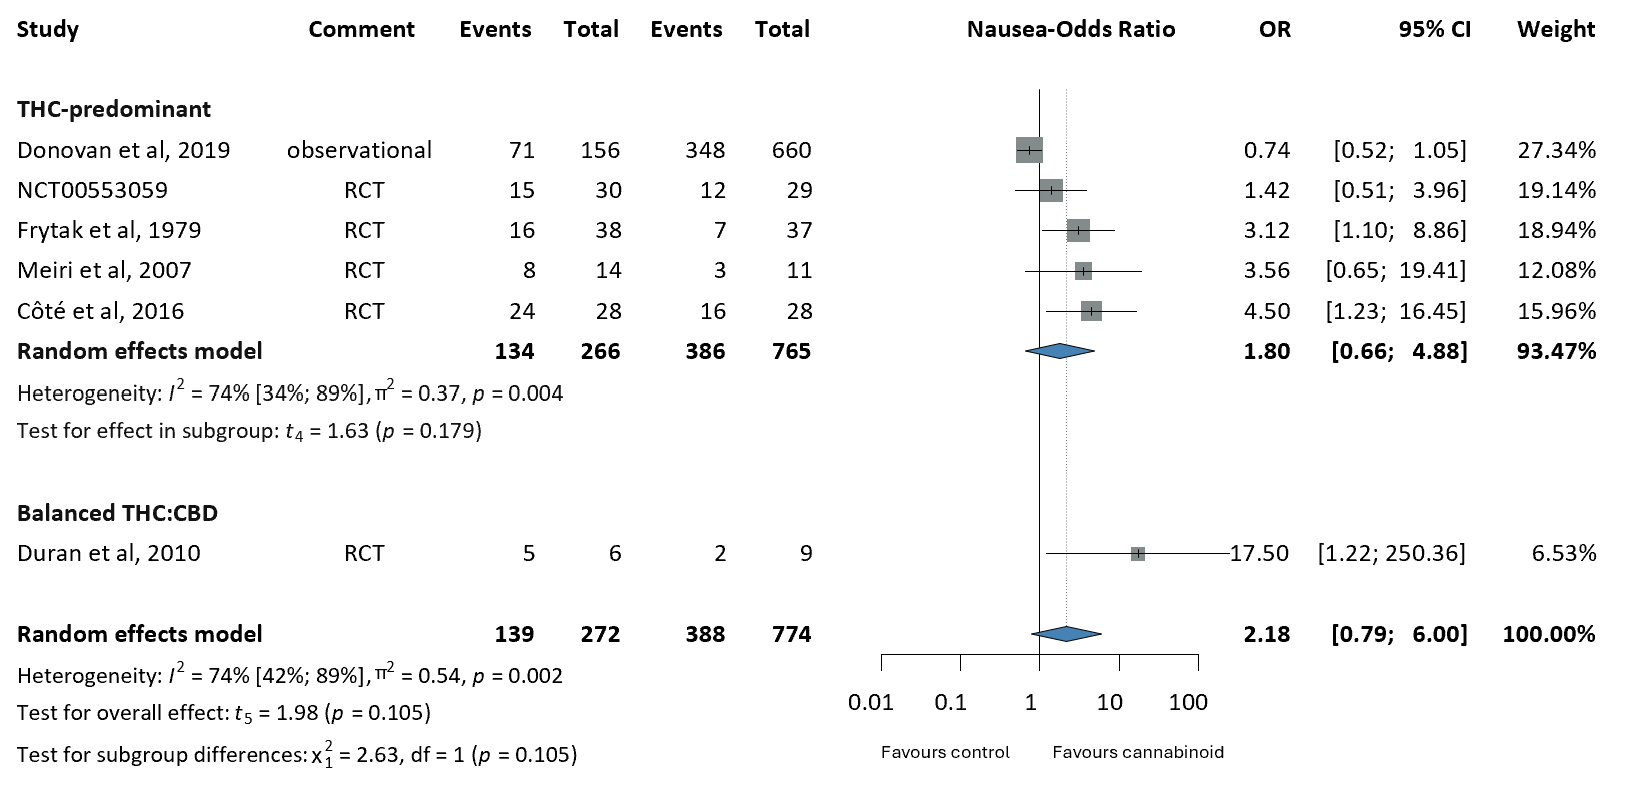 Study Comment Events Total Events Total Nausea-Odds Ratio OR 95% CI Weight
THC-predominant
Donovan et al, 2019 observational 71 156 348 660 0.74 [0.52; 1.05] 27.34%
NCT00553059 RCT 15 30 12 29 1.42 [0.51; 3.96] 19.14%
Frytak et al, 1979 RCT 16 38 7 37 3.12 [1.10; 8.86] 18.94%
Meiri et al, 2007 RCT 8 14 3 11 3.56 [0.65; 19.41] 12.08%
Côté et al, 2016 RCT 24 28 16 28 4.50 [1.23; 16.45] 15.96%
Random effects model 134 266 386 765 1.80 [0.66; 4.88] 93.47%
Heterogeneity: I² = 74% [34%; 89%], π² = 0.37, p = 0.004
Test for effect in subgroup: t₄ = 1.63 (p = 0.179)
Balanced THC:CBD
Duran et al, 2010 RCT 5 6 2 9 17.50 [1.22; 250.36] 6.53%
Random effects model 139 272 388 774 2.18 [0.79; 6.00] 100.00%
Heterogeneity: I² = 74% [42%; 89%], π² = 0.54, p = 0.002
Test for overall effect: t₅ = 1.98 (p = 0.105)
0.01 0.1 1 10 100
Test for subgroup differences: x²₁ = 2.63, df = 1 (p = 0.105)
Favours control Favours cannabinoid